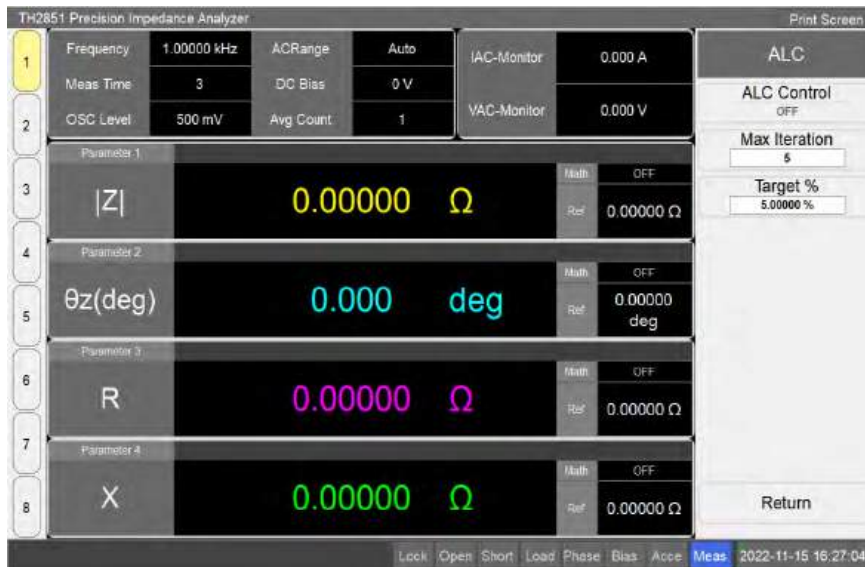 TH2851 Precision Impedance Analyzer
Print Screen
1
2
3
4
5
6
7
8
Frequency 1.00000 kHz ACRange Auto
Meas Time 3 DC Bias 0 V
OSC Level 500 mV Avg Count 1
IAC-Monitor 0.000 A
VAC-Monitor 0.000 V
Parameter 1
|Z| 0.00000 Ω
Math OFF
Ref 0.00000 Ω
Parameter 2
θz(deg) 0.000 deg
Math OFF
Ref 0.00000
deg
Parameter 3
R 0.00000 Ω
Math OFF
Ref 0.00000 Ω
Parameter 4
X 0.00000 Ω
Math OFF
Ref 0.00000 Ω
ALC
ALC Control
OFF
Max Iteration
5
Target %
5.00000 %
Return
Lock Open Short Load Phase Bias Acce Meas 2022-11-15 16:27:04